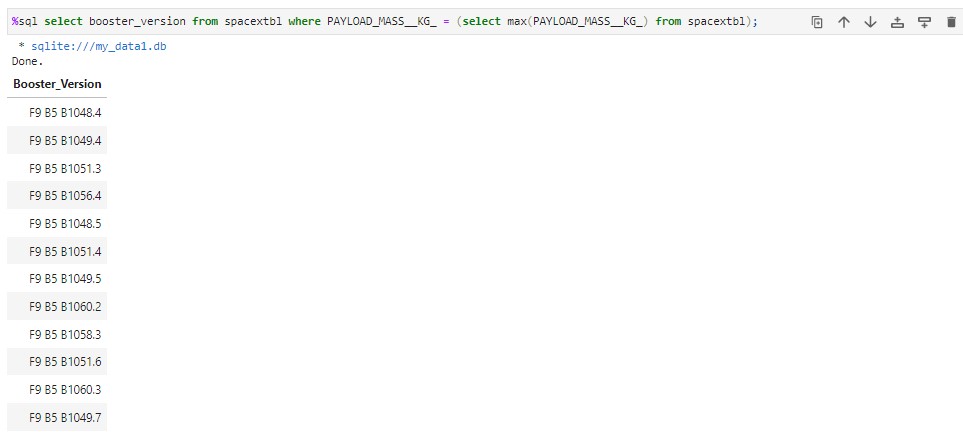 %sql select booster_version from spacextbl where PAYLOAD_MASS__KG_ = (select max(PAYLOAD_MASS__KG_) from spacextbl);
* sqlite:///my_data1.db
Done.
Booster_Version
F9 B5 B1048.4
F9 B5 B1049.4
F9 B5 B1051.3
F9 B5 B1056.4
F9 B5 B1048.5
F9 B5 B1051.4
F9 B5 B1049.5
F9 B5 B1060.2
F9 B5 B1058.3
F9 B5 B1051.6
F9 B5 B1060.3
F9 B5 B1049.7